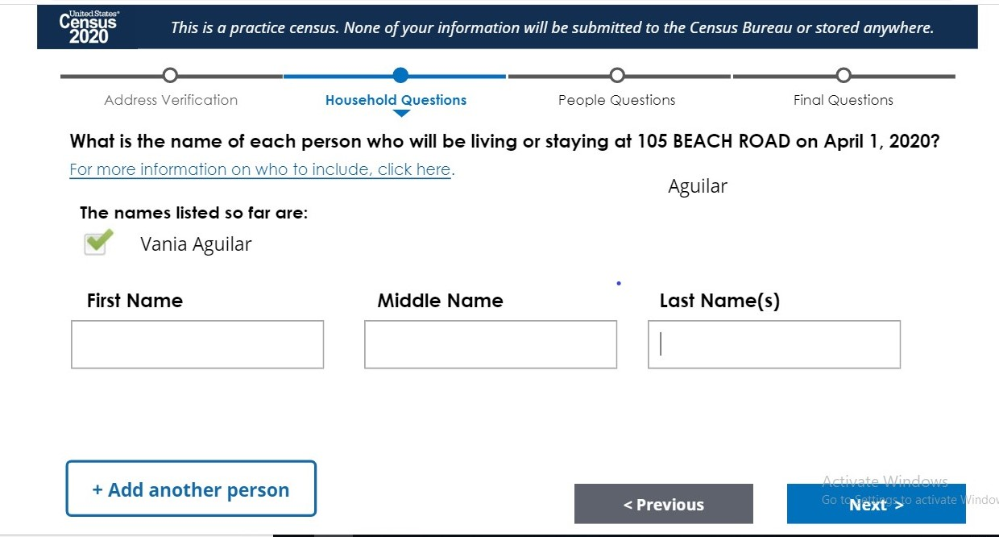 United States®
Census
2020
This is a practice census. None of your information will be submitted to the Census Bureau or stored anywhere.
Address Verification
Household Questions
People Questions
Final Questions
What is the name of each person who will be living or staying at 105 BEACH ROAD on April 1, 2020?
For more information on who to include, click here.
Aguilar
The names listed so far are:
Vania Aguilar
First Name
Middle Name
Last Name(s)
+ Add another person
< Previous
Next >
Activate Windows
Go to Settings to activate Window